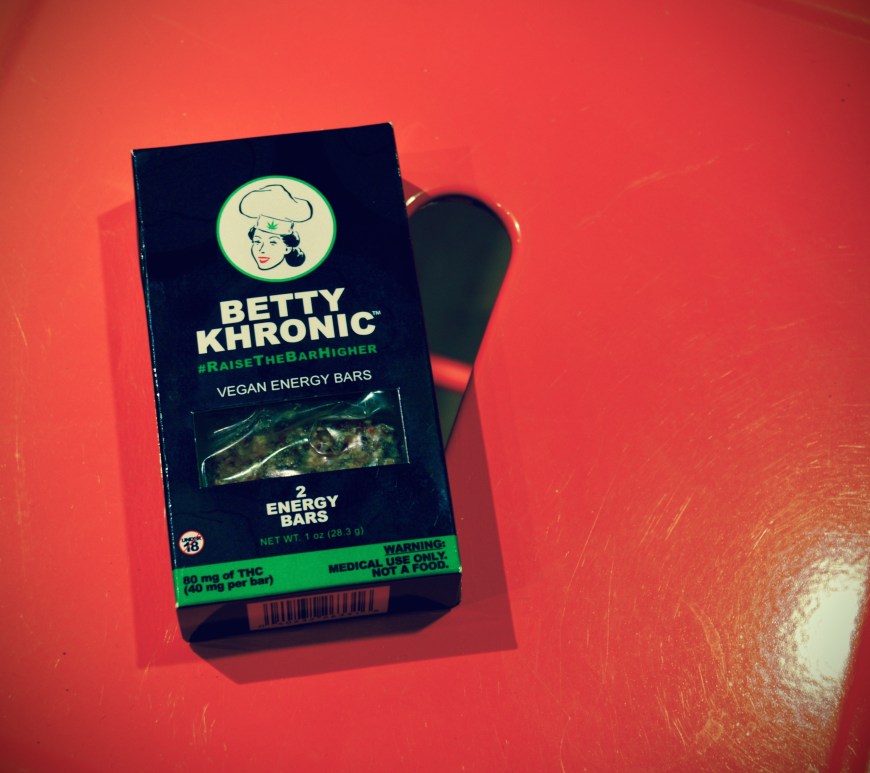 BETTY
KHRONIC™
#RAISETHEBARHIGHER
VEGAN ENERGY BARS
2
ENERGY
BARS
NET WT. 1 oz (28.3 g)
UNDER
18
80 mg of THC
(40 mg per bar)
WARNING:
MEDICAL USE ONLY.
NOT A FOOD.